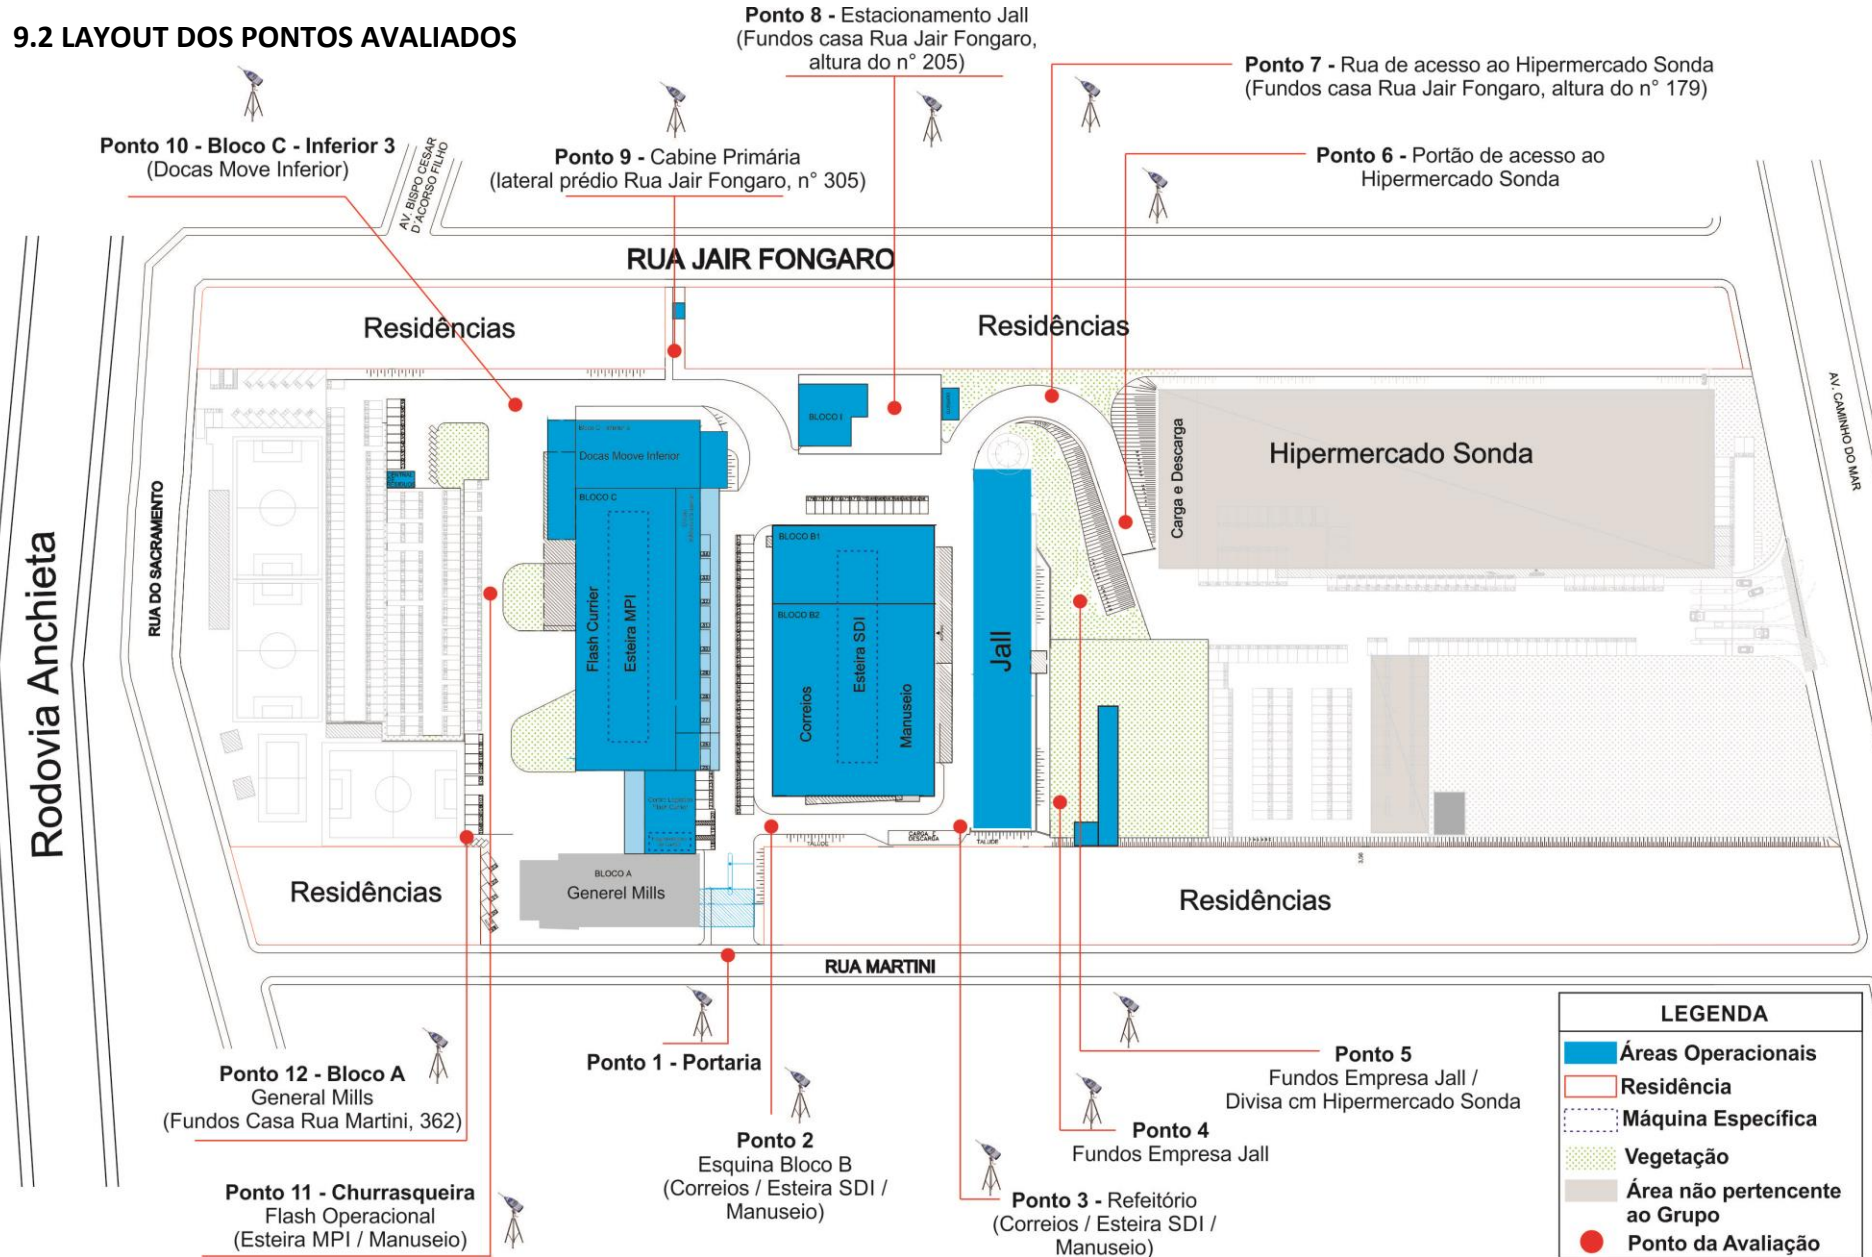 9.2 LAYOUT DOS PONTOS AVALIADOS
Ponto 8 - Estacionamento Jall
(Fundos casa Rua Jair Fongaro,
altura do n° 205)
Ponto 7 - Rua de acesso ao Hipermercado Sonda
(Fundos casa Rua Jair Fongaro, altura do n° 179)
Ponto 10 - Bloco C - Inferior 3
(Docas Move Inferior)
Ponto 9 - Cabine Primária
(lateral prédio Rua Jair Fongaro, n° 305)
Ponto 6 - Portão de acesso ao
Hipermercado Sonda
AV. BISPO CESAR
D'ACORSO FILHO
RUA JAIR FONGARO
Residências
Residências
AV. CAMINHO DO MAR
RUA DO SACRAMENTO
Rodovia Anchieta
BLOCO I
Docas Moove Inferior
BLOCO C
Flash Currier
Esteira MPI
BLOCO B1
BLOCO B2
Correios
Esteira SDI
Manuseio
Jall
Carga e Descarga
Hipermercado Sonda
CARGA E
DESCARGA
TALUDE
TALUDE
BLOCO A
Generel Mills
Residências
Residências
RUA MARTINI
Ponto 1 - Portaria
Ponto 12 - Bloco A
General Mills
(Fundos Casa Rua Martini, 362)
Ponto 11 - Churrasqueira
Flash Operacional
(Esteira MPI / Manuseio)
Ponto 2
Esquina Bloco B
(Correios / Esteira SDI /
Manuseio)
Ponto 3 - Refeitório
(Correios / Esteira SDI /
Manuseio)
Ponto 4
Fundos Empresa Jall
Ponto 5
Fundos Empresa Jall /
Divisa cm Hipermercado Sonda
LEGENDA
Áreas Operacionais
Residência
Máquina Específica
Vegetação
Área não pertencente
ao Grupo
Ponto da Avaliação